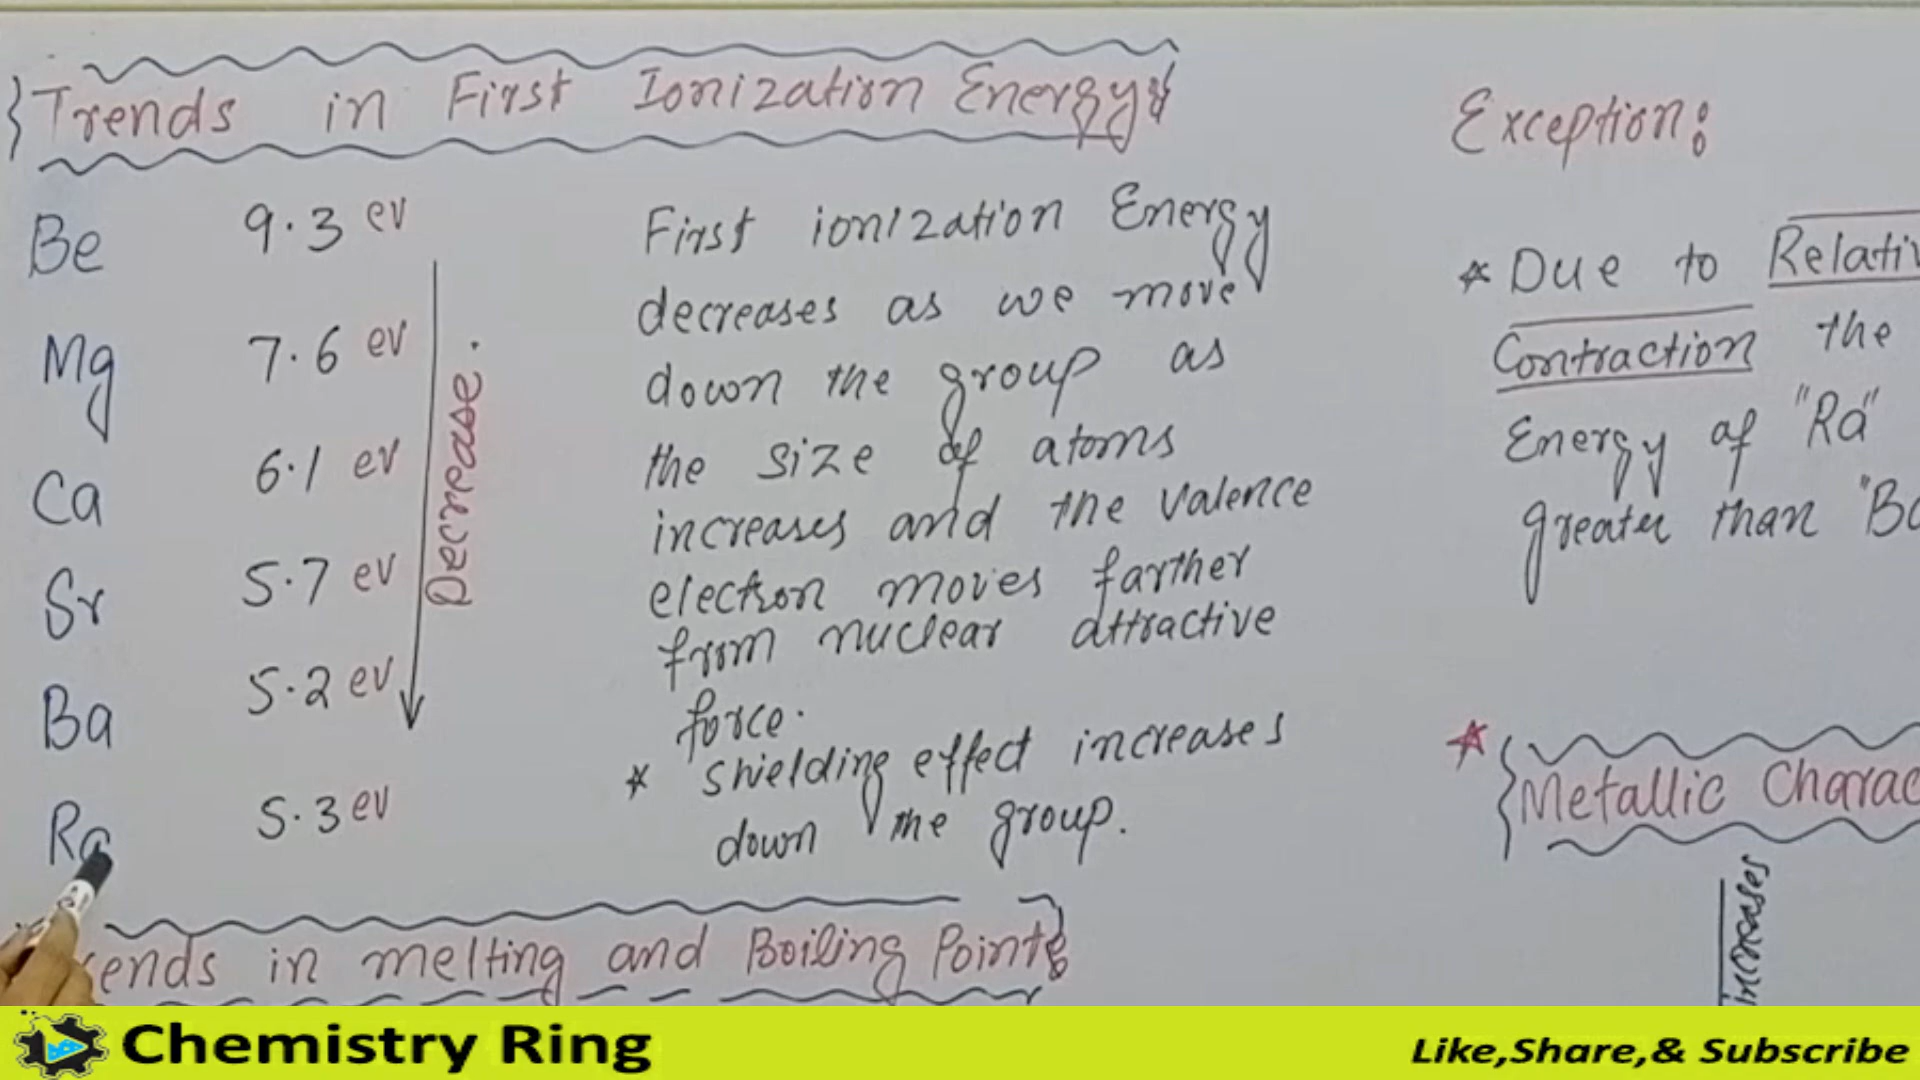 Trends in First Ionization Energy
Be 9.3 ev
Mg 7.6 ev
Ca 6.1 ev
Sr 5.7 ev
Ba 5.2 ev
Ra 5.3 ev
Decrease.
First ionization Energy
decreases as we move
down the group as
the size of atoms
increases and the valence
electron moves farther
from nuclear attractive
force.
* Shielding effect increases
down the group.
Exception:
* Due to
Contraction the
Energy of "Ra"
greater than
* Metallic
increases
in melting and Boiling Points
Chemistry Ring
Like,Share,& Subscribe